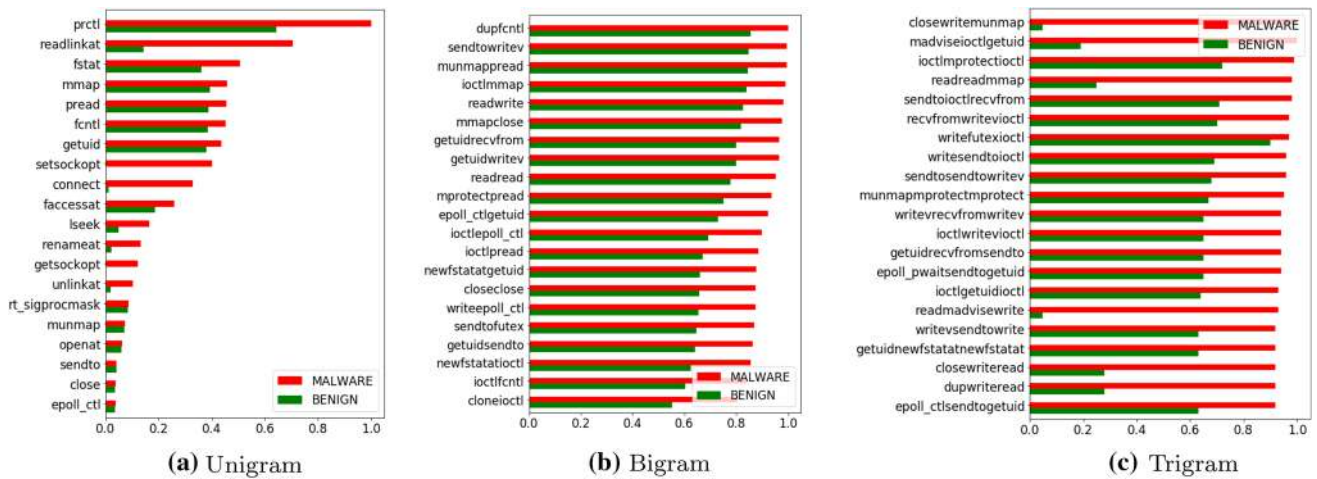 prctl
readlinkat
fstat
mmap
pread
fcntl
getuid
setsockopt
connect
faccessat
lseek
renameat
getsockopt
unlinkat
rt_sigprocmask
munmap
openat
sendto
close
epoll_ctl
MALWARE
BENIGN
0.0 0.2 0.4 0.6 0.8 1.0
(a) Unigram
dupfcntl
sendtowritev
munmappread
ioctlmmap
readwrite
mmapclose
getuidrecvfrom
getuidwritev
readread
mprotectpread
epoll_ctlgetuid
ioctlepoll_ctl
ioctlpread
newfstatatgetuid
closeclose
writeepoll_ctl
sendtofutex
getuidsendto
newfstatatioctl
ioctlfcntl
cloneioctl
MALWARE
BENIGN
0.0 0.2 0.4 0.6 0.8 1.0
(b) Bigram
closewritemunmap
madviseioctlgetuid
ioctlmprotectioctl
readreadmmap
sendtoioctlrecvfrom
recvfromwritevioctl
writefutexioctl
writesendtoioctl
sendtosendtowritev
munmapmprotectmprotect
writevrecvfromwritev
ioctlwritevioctl
getuidrecvfromsendto
epoll_pwaitsendtogetuid
ioctlgetuidioctl
readmadvisewrite
writevsendtowrite
getuidnewfstatatnewfstatat
closewriteread
dupwriteread
epoll_ctlsendtogetuid
MALWARE
BENIGN
0.0 0.2 0.4 0.6 0.8 1.0
(c) Trigram